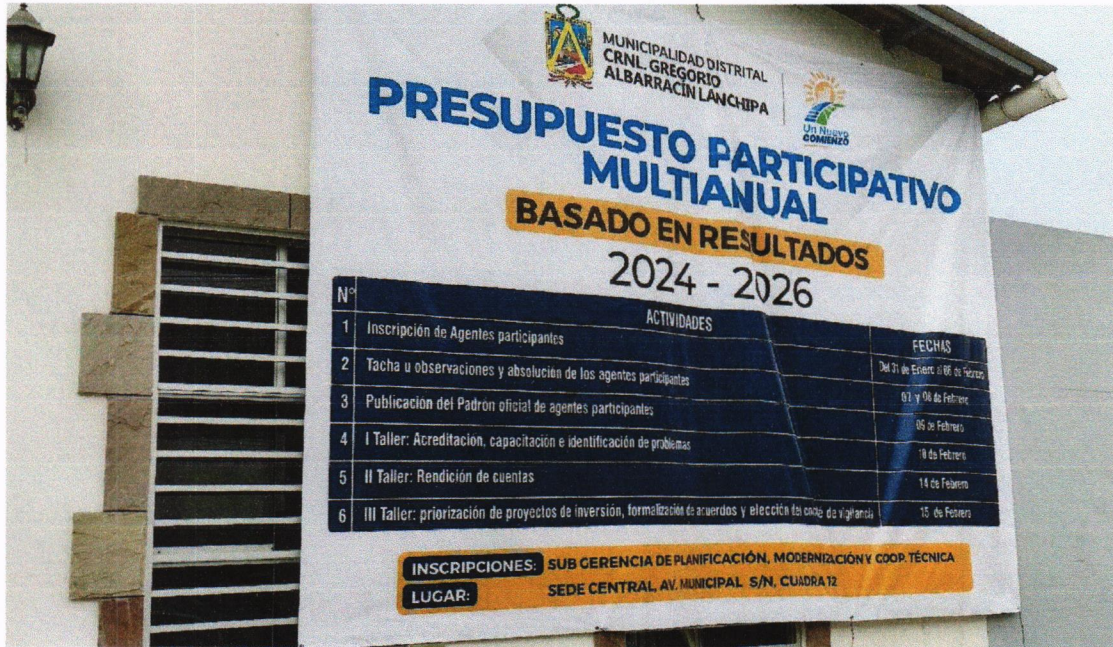 MUNICIPALIDAD DISTRITAL
CRNL. GREGORIO
ALBARRACÍN LANCHIPA
Un Nuevo
COMIENZO
PRESUPUESTO PARTICIPATIVO
MULTIANUAL
BASADO EN RESULTADOS
2024 - 2026
N° ACTIVIDADES FECHAS
1 Inscripción de Agentes participantes Del 31 de Enero al 06 de Febrero
2 Tacha u observaciones y absolución de los agentes participantes 07 y 08 de Febrero
3 Publicación del Padrón oficial de agentes participantes 09 de Febrero
4 I Taller: Acreditación, capacitación e identificación de problemas 10 de Febrero
5 II Taller: Rendición de cuentas 14 de Febrero
6 III Taller: priorización de proyectos de inversión, formalización de acuerdos y elección del comité de vigilancia 15 de Febrero
INSCRIPCIONES: SUB GERENCIA DE PLANIFICACIÓN, MODERNIZACIÓN Y COOP. TÉCNICA
LUGAR: SEDE CENTRAL, AV. MUNICIPAL S/N, CUADRA 12